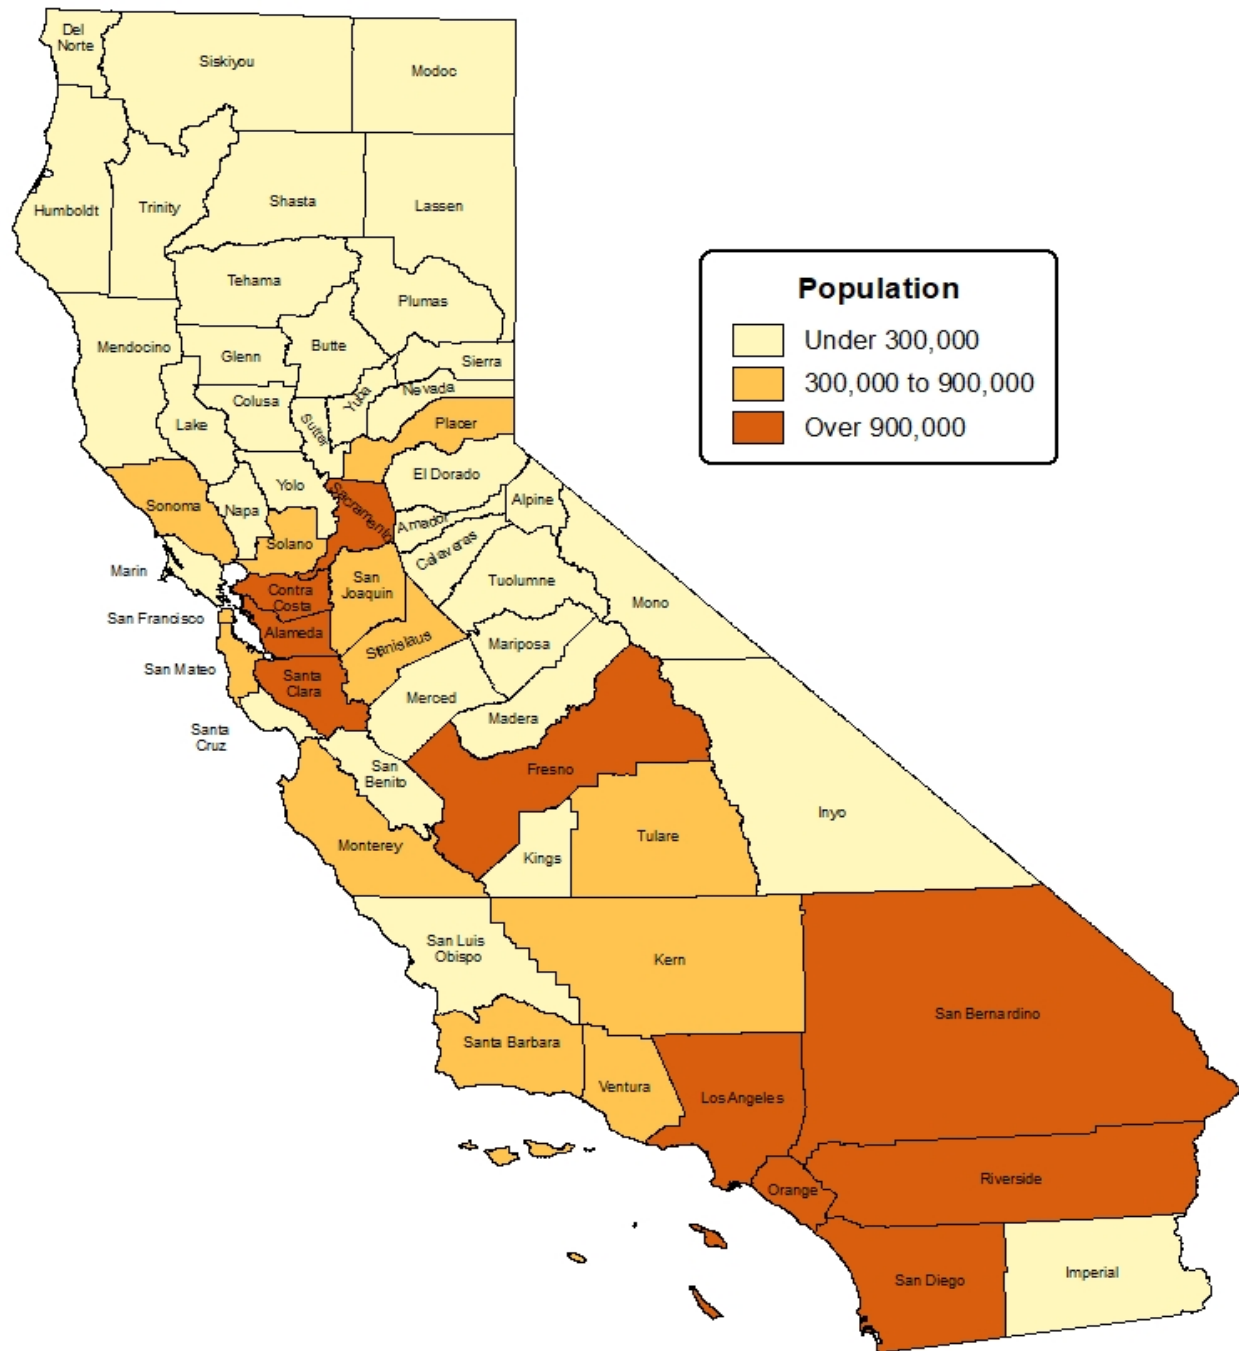 Del
Norte
Siskiyou
Modoc
Humboldt
Trinity
Shasta
Lassen
Tehama
Plumas
Mendocino
Glenn
Butte
Sierra
Colusa
Yuba
Nevada
Lake
Sutter
Placer
Population
Under 300,000
300,000 to 900,000
Over 900,000
El Dorado
Yolo
Sonoma
Napa
Sacramento
Alpine
Amador
Solano
Calaveras
Marin
Contra
Costa
San
Joaquin
Tuolumne
Mono
San Francisco
Alameda
Stanislaus
Mariposa
San Mateo
Santa
Clara
Merced
Madera
Santa
Cruz
San
Benito
Fresno
Inyo
Monterey
Kings
Tulare
San Luis
Obispo
Kern
San Bernardino
Santa Barbara
Ventura
Los Angeles
Orange
Riverside
San Diego
Imperial